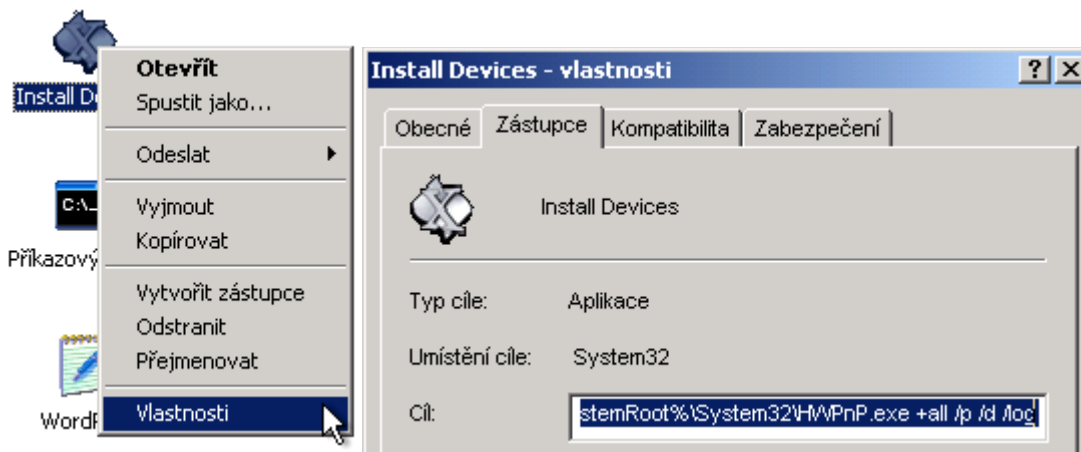 Install D
C:\_
Příkazový
WordP
Otevřít
Spustit jako...
Odeslat
Vyjmout
Kopírovat
Vytvořit zástupce
Odstranit
Přejmenovat
Vlastnosti
Install Devices - vlastnosti
Obecné Zástupce Kompatibilita Zabezpečení
Install Devices
Typ cíle: Aplikace
Umístění cíle: System32
Cíl: stemRoot%\System32\HWPnP.exe +all /p /d /log